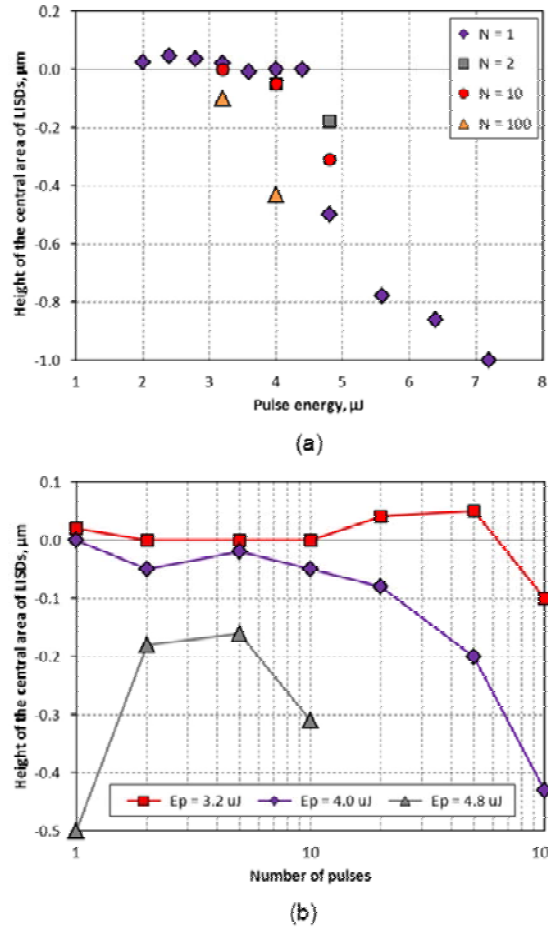 0.2
0.0
-0.2
-0.4
-0.6
-0.8
-1.0
Height of the central area of LISDs, µm
N = 1
N = 2
N = 10
N = 100
1 2 3 4 5 6 7 8
Pulse energy, µJ
(a)
0.1
0.0
-0.1
-0.2
-0.3
-0.4
-0.5
Height of the central area of LISDs, µm
Ep = 3.2 uJ Ep = 4.0 uJ Ep = 4.8 uJ
1 10 10
Number of pulses
(b)